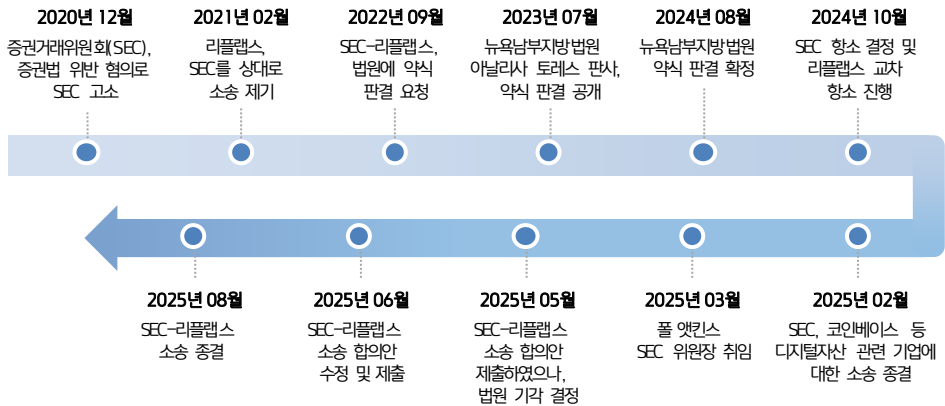 2020년 12월
증권거래위원회(SEC),
증권법 위반 혐의로
SEC 고소
2021년 02월
리플랩스,
SEC를 상대로
소송 제기
2022년 09월
SEC-리플랩스,
법원에 약식
판결 요청
2023년 07월
뉴욕남부지방법원
아날리사 토레스 판사,
약식 판결 공개
2024년 08월
뉴욕남부지방법원
약식 판결 확정
2024년 10월
SEC 항소 결정 및
리플랩스 교차
항소 진행
2025년 02월
SEC, 코인베이스 등
디지털자산 관련 기업에
대한 소송 종결
2025년 03월
폴 앳킨스
SEC 위원장 취임
2025년 05월
SEC-리플랩스
소송 합의안
제출하였으나,
법원 기각 결정
2025년 06월
SEC-리플랩스
소송 합의안
수정 및 제출
2025년 08월
SEC-리플랩스
소송 종결